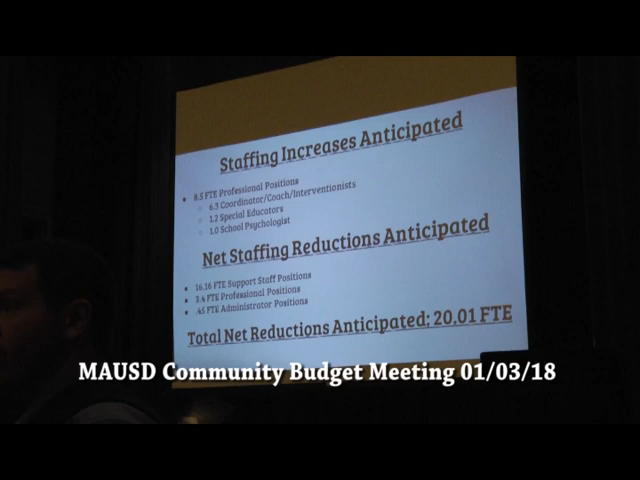 Staffing Increases Anticipated
• 8.5 FTE Professional Positions
○ 6.3 Coordinator/Coach/Interventionists
○ 1.2 Special Educators
○ 1.0 School Psychologist
Net Staffing Reductions Anticipated
• 16.16 FTE Support Staff Positions
• 3.4 FTE Professional Positions
• .45 FTE Administrator Positions
Total Net Reductions Anticipated: 20.01 FTE
MAUSD Community Budget Meeting 01/03/18